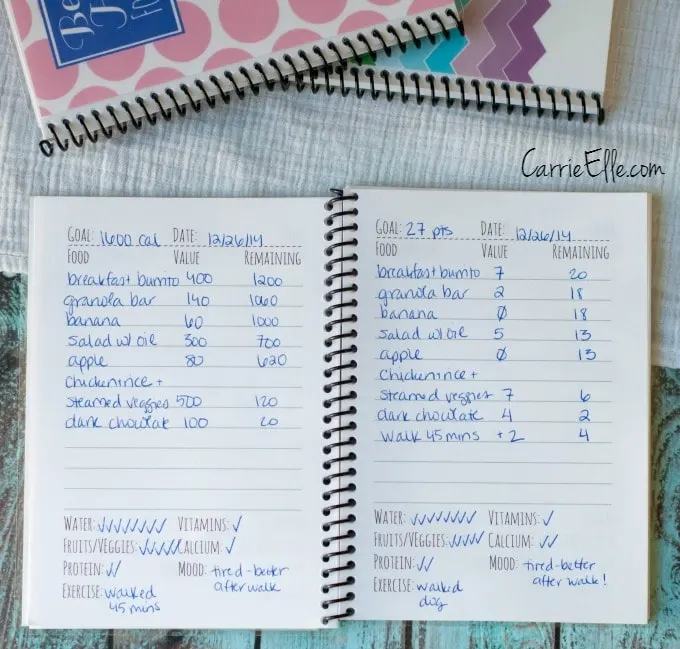 Be
CarrieElle.com
GOAL: 1600 cal DATE: 12/26/14
FOOD VALUE REMAINING
breakfast burrito 400 1200
granola bar 140 1060
banana 60 1000
salad w/ oil 300 700
apple 80 620
chicken rice +
steamed veggies 500 120
dark chocolate 100 20
WATER: ✓✓✓✓✓✓✓✓ VITAMINS: ✓
FRUITS/VEGGIES: ✓✓✓✓✓ CALCIUM: ✓
PROTEIN: ✓✓ MOOD: tired-better
after walk
EXERCISE: walked
45 mins
GOAL: 27 pts DATE: 12/26/14
FOOD VALUE REMAINING
breakfast burrito 7 20
granola bar 2 18
banana 0 18
salad w/ oil 5 13
apple 0 13
chicken rice +
steamed veggies 7 6
dark chocolate 4 2
walk 45 mins +2 4
WATER: ✓✓✓✓✓✓✓ VITAMINS: ✓
FRUITS/VEGGIES: ✓✓✓✓ CALCIUM: ✓✓
PROTEIN: ✓✓ MOOD: tired-better
after walk!
EXERCISE: walked
dog